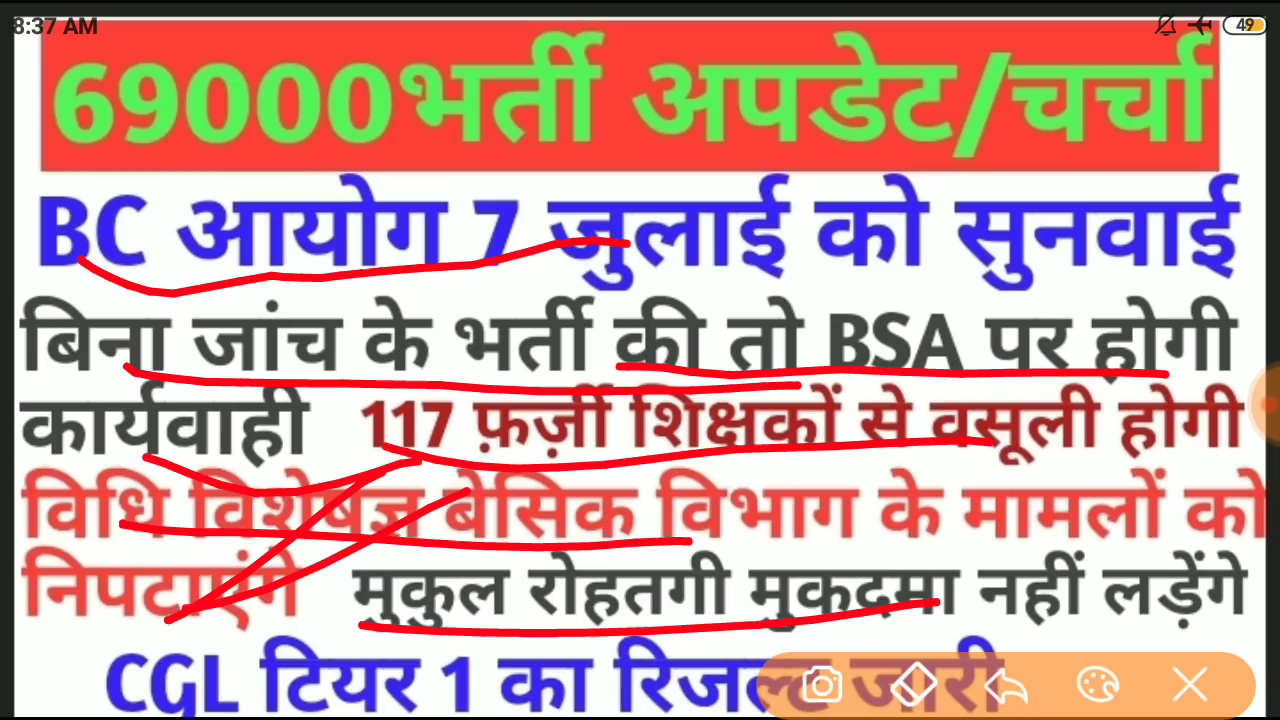 8:37 AM
49
69000भर्ती अपडेट/चर्चा
BC आयोग 7 जुलाई को सुनवाई
बिना जांच के भर्ती की तो BSA पर होगी
कार्यवाही 117 फ़र्ज़ी शिक्षकों से वसूली होगी
विधि विशेषज्ञ बेसिक विभाग के मामलों को
निपटाएंगे मुकुल रोहतगी मुकदमा नहीं लड़ेंगे
CGL टियर 1 का रिजल्ट जारी